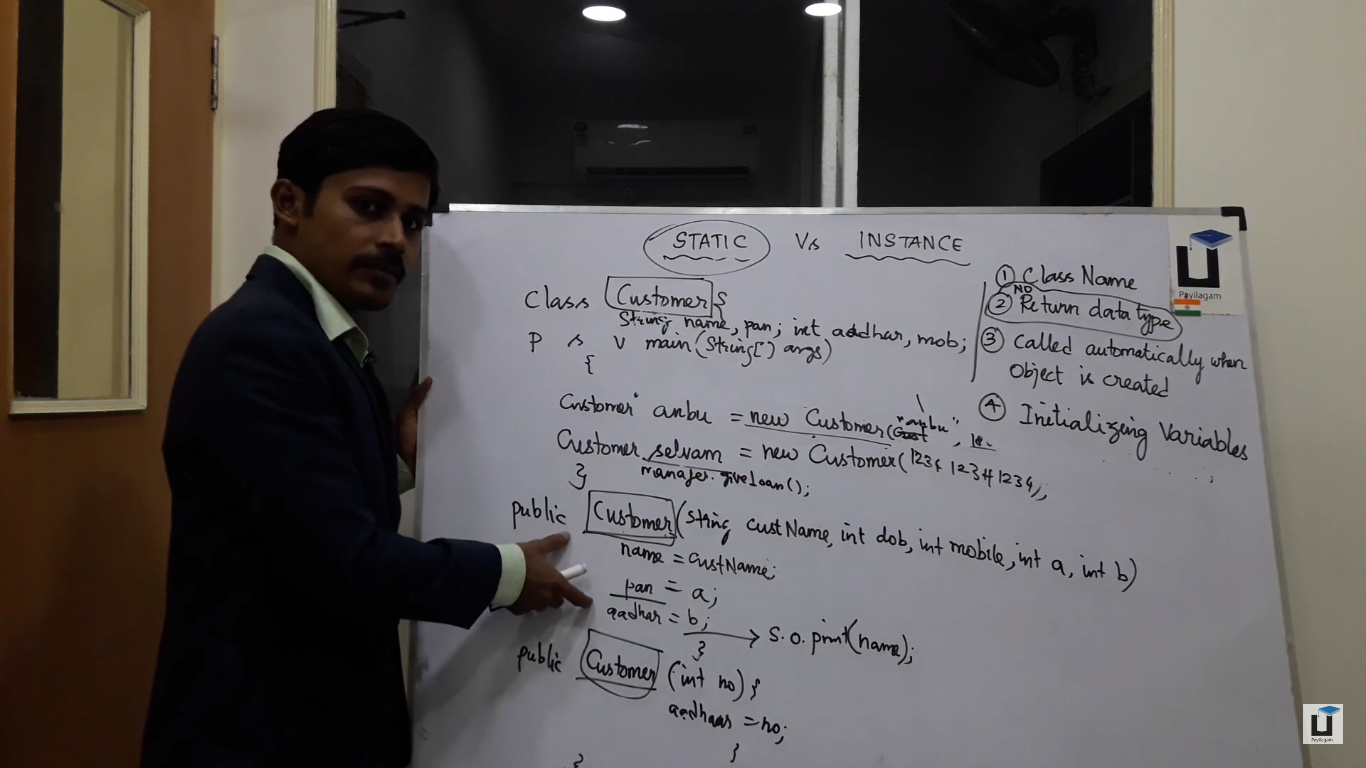 STATIC Vs INSTANCE
Class Customer {
String name, pan; int aadhar, mob;
P s v main(String[] args)
{
Customer anbu = new Customer("anbu",
Customer selvam = new Customer(1234 1234 1234);
manager.giveloan();
}
public Customer(String custName, int dob, int mobile, int a, int b)
name = custName;
pan = a;
aadhar = b;
} → S.o.print(name);
public Customer (int no) {
aadhaar = no;
}
}
① Class Name
② NO Return data type
③ Called automatically when
Object is created
④ Initializing Variables
Payilagam
Payilagam